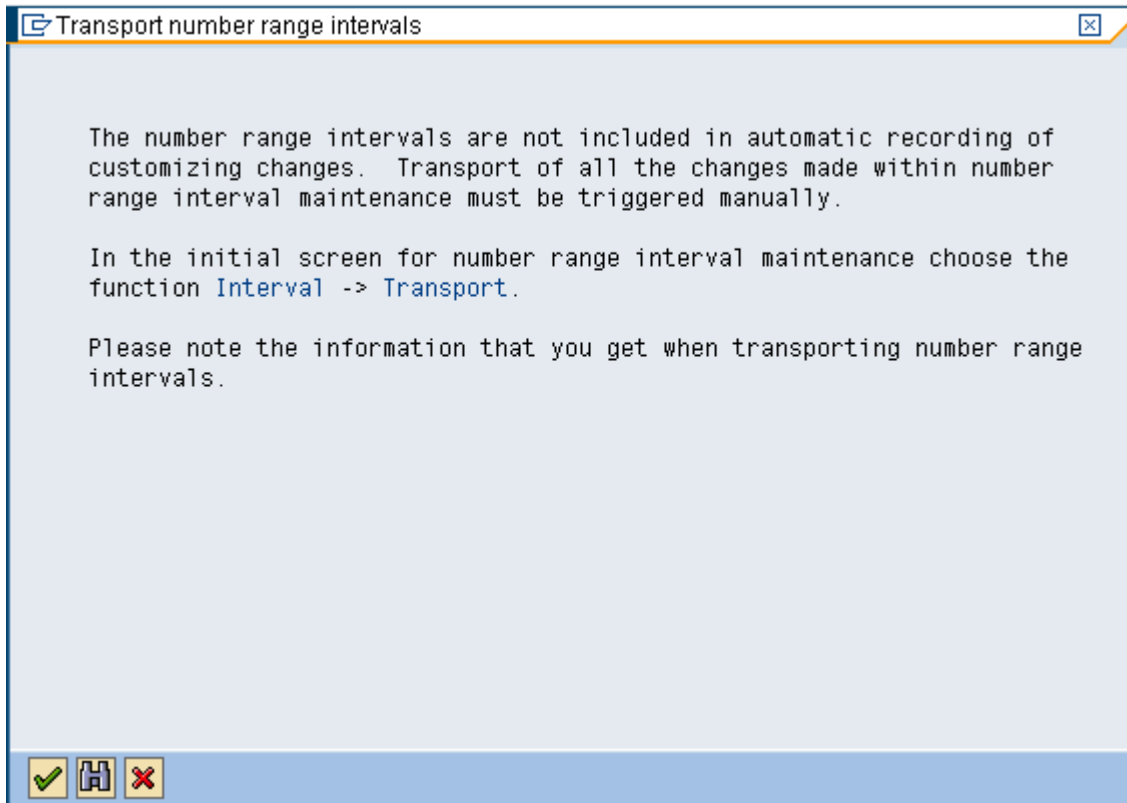 Transport number range intervals
The number range intervals are not included in automatic recording of
customizing changes.  Transport of all the changes made within number
range interval maintenance must be triggered manually.
In the initial screen for number range interval maintenance choose the
function Interval -> Transport.
Please note the information that you get when transporting number range
intervals.